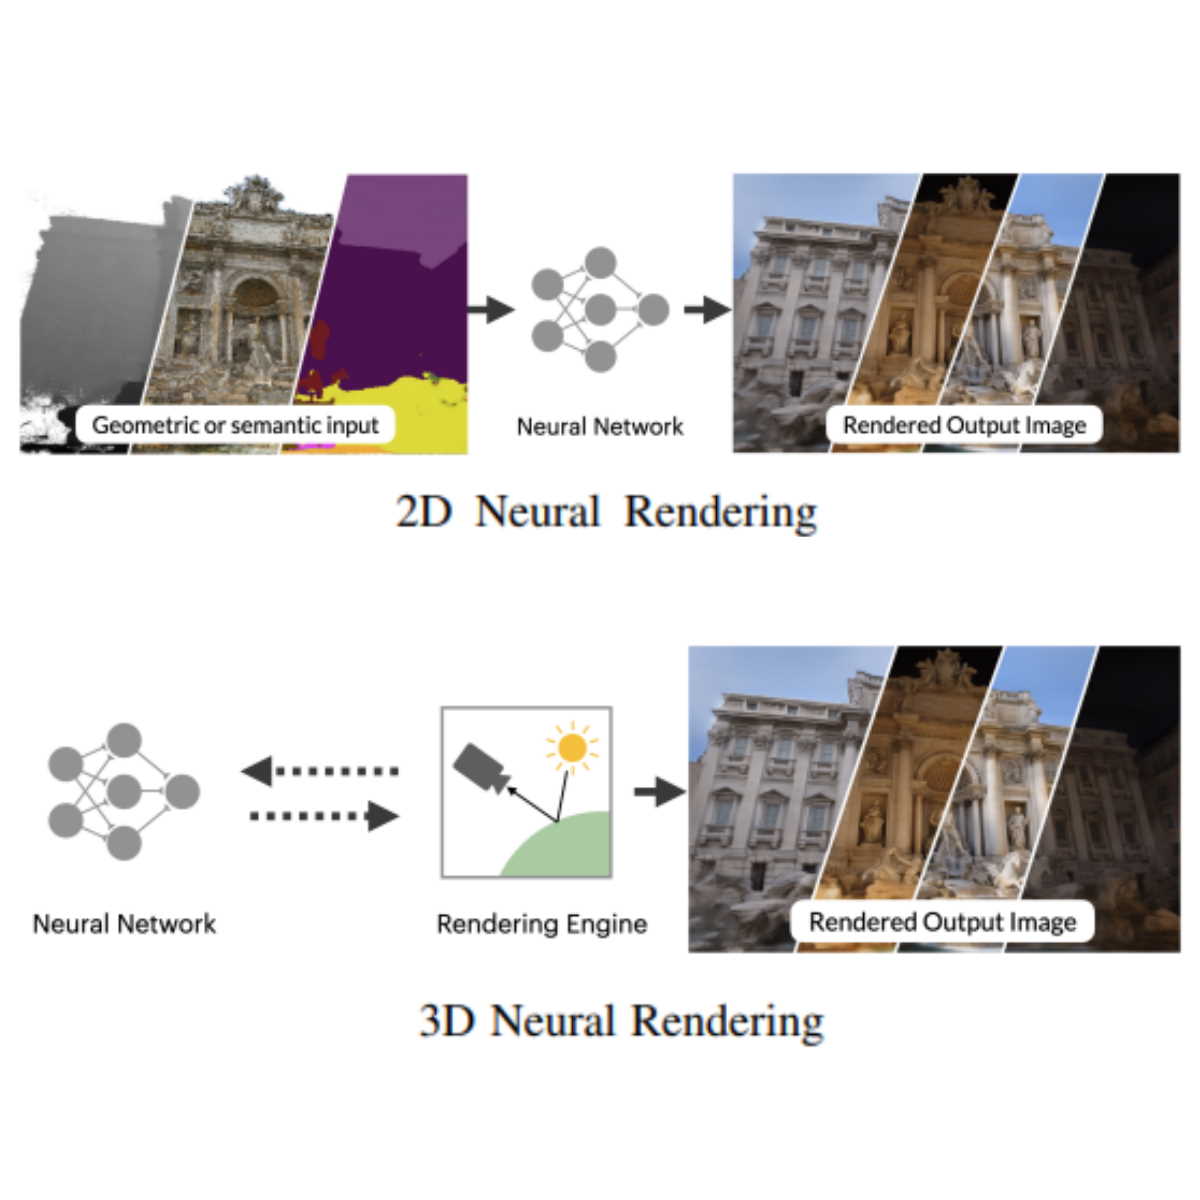 Geometric or semantic input
Neural Network
Rendered Output Image
2D Neural Rendering
Neural Network
Rendering Engine
Rendered Output Image
3D Neural Rendering